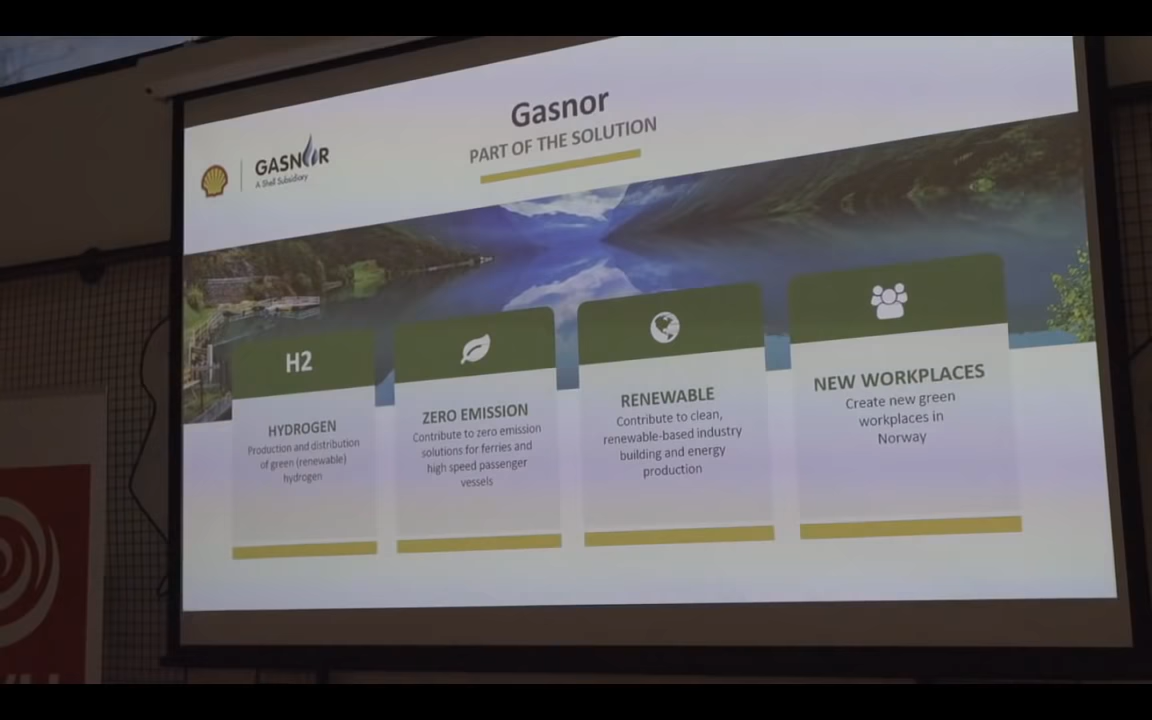 Gasnor
PART OF THE SOLUTION
GASNOR
A Shell Subsidiary
H2
HYDROGEN
Production and distribution
of green (renewable)
hydrogen
ZERO EMISSION
Contribute to zero emission
solutions for ferries and
high speed passenger
vessels
RENEWABLE
Contribute to clean,
renewable-based industry
building and energy
production
NEW WORKPLACES
Create new green
workplaces in
Norway